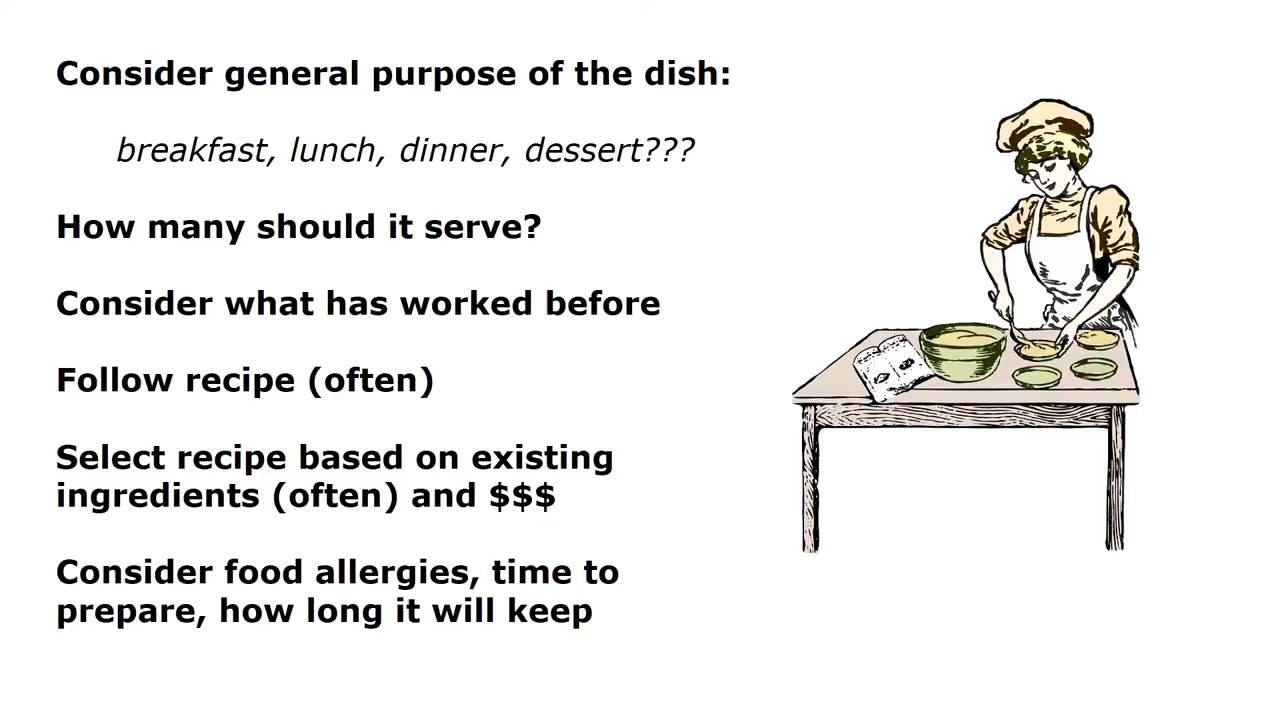 Consider general purpose of the dish:
breakfast, lunch, dinner, dessert???
How many should it serve?
Consider what has worked before
Follow recipe (often)
Select recipe based on existing
ingredients (often) and $$$
Consider food allergies, time to
prepare, how long it will keep